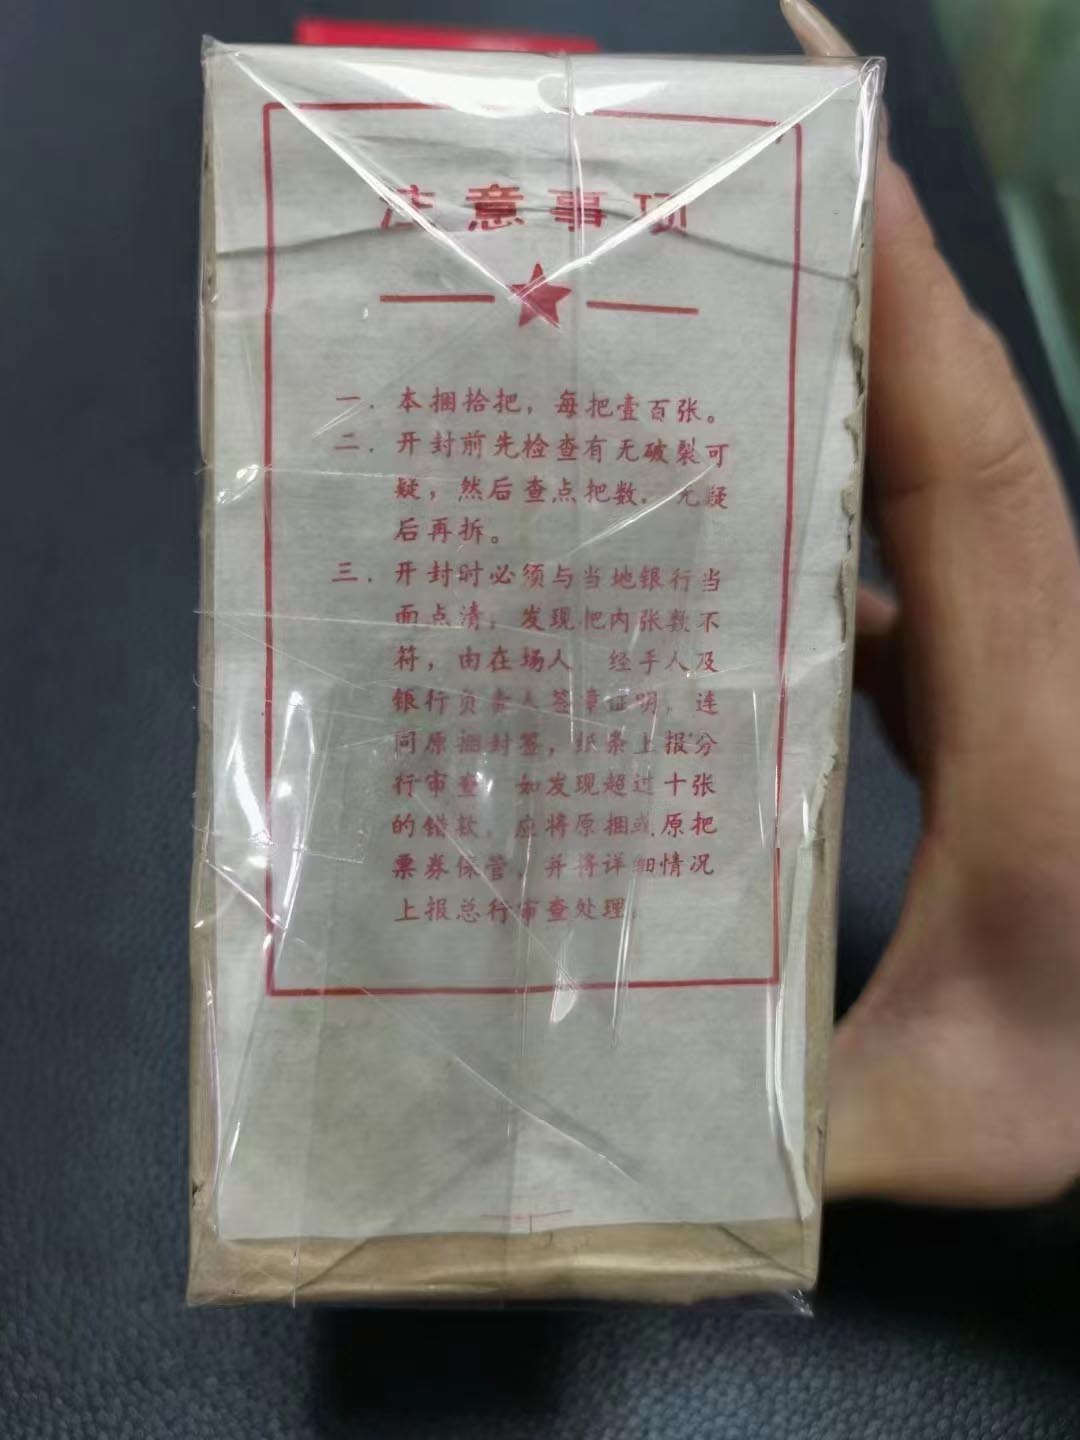 注意事项
一．本捆拾把，每把壹百张。
二．开封前先检查有无破裂可
疑，然后查点把数。无疑
后再拆。
三．开封时必须与当地银行当
面点清，发现把内张数不
符，由在场人 经手人及
银行负责人签章证明，连
同原捆封签，纸条上报分
行审查 如发现超过十张
的错款，应将原捆或原把
票券保管，并将详细情况
上报总行审查处理。